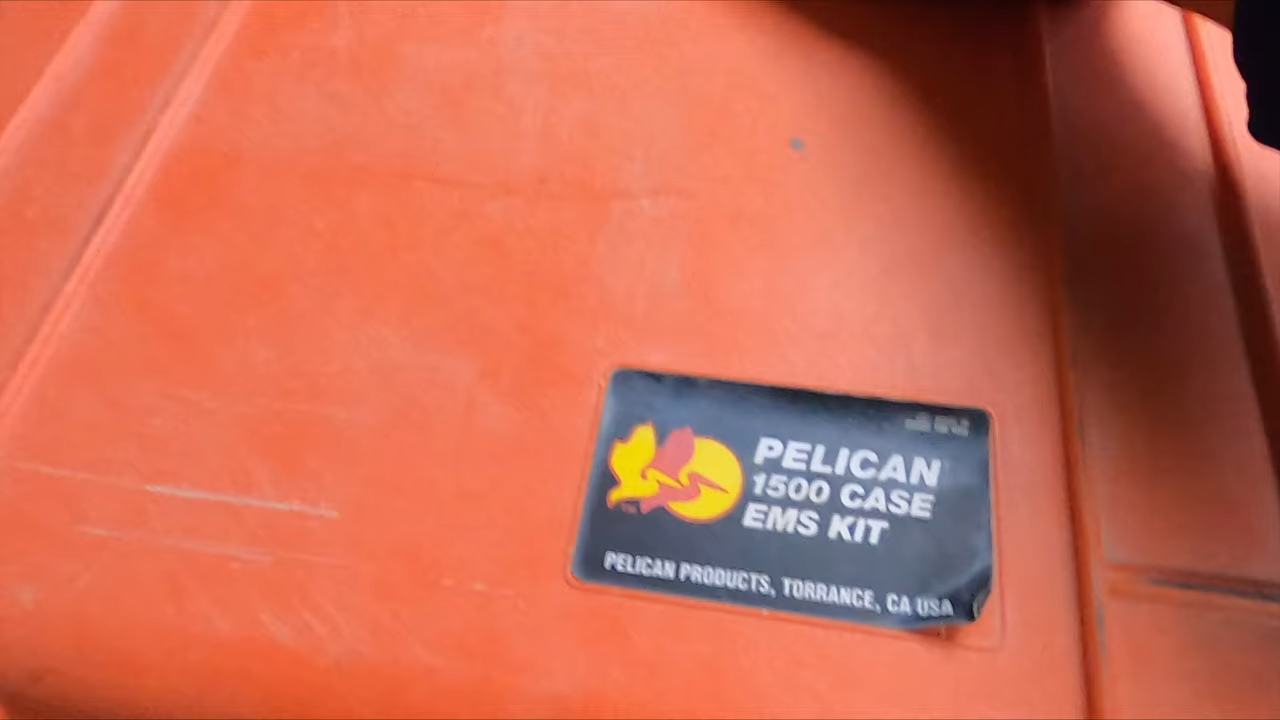 PELICAN
1500 CASE
EMS KIT
PELICAN PRODUCTS, TORRANCE, CA USA